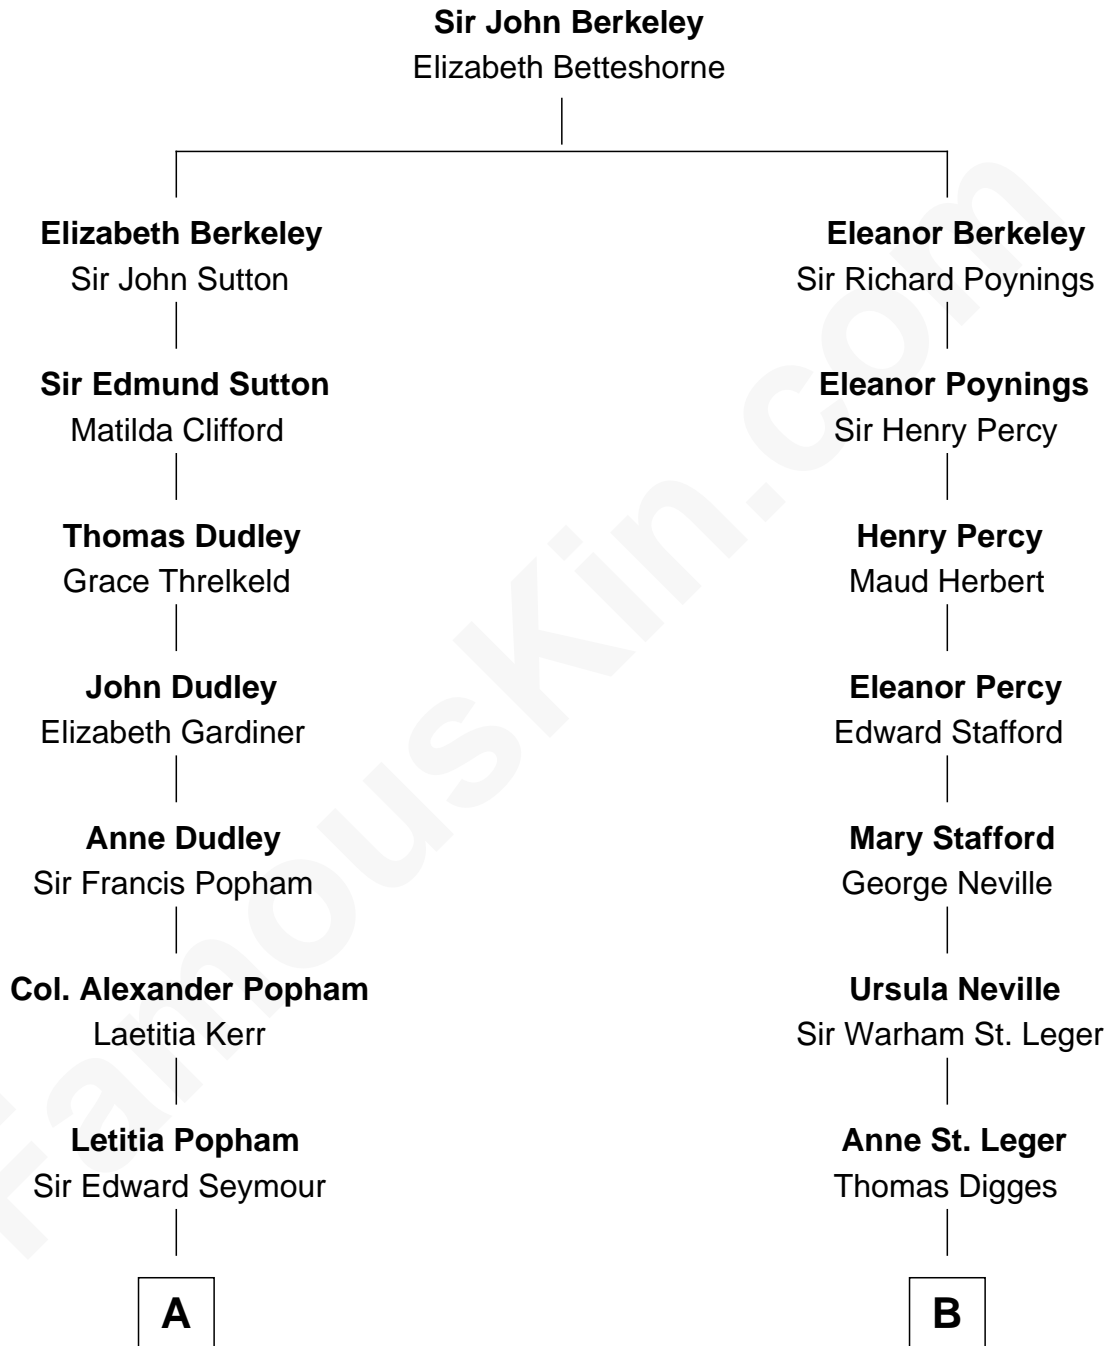 Sir John Berkeley
Elizabeth Betteshorne
Elizabeth Berkeley
Sir John Sutton
Sir Edmund Sutton
Matilda Clifford
Thomas Dudley
Grace Threlkeld
John Dudley
Elizabeth Gardiner
Anne Dudley
Sir Francis Popham
Col. Alexander Popham
Laetitia Kerr
Letitia Popham
Sir Edward Seymour
A
Eleanor Berkeley
Sir Richard Poynings
Eleanor Poynings
Sir Henry Percy
Henry Percy
Maud Herbert
Eleanor Percy
Edward Stafford
Mary Stafford
George Neville
Ursula Neville
Sir Warham St. Leger
Anne St. Leger
Thomas Digges
B
FamousKin.com